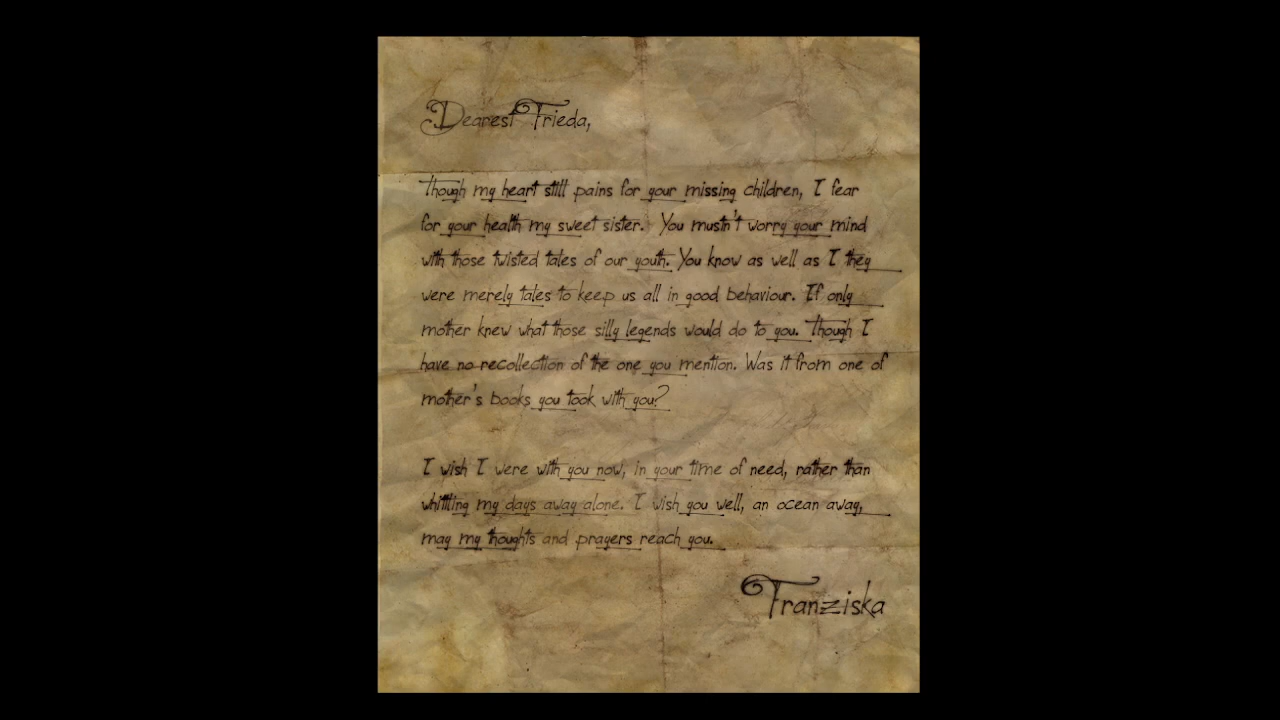 Dearest Frieda,
Though my heart still pains for your missing children, I fear
for your health my sweet sister. You mustn't worry your mind
with those twisted tales of our youth. You know as well as I they
were merely tales to keep us all in good behaviour. If only
mother knew what those silly legends would do to you. Though I
have no recollection of the one you mention. Was it from one of
mother's books you took with you?
I wish I were with you now, in your time of need, rather than
whittling my days away alone. I wish you well, an ocean away,
may my thoughts and prayers reach you.
Franziska